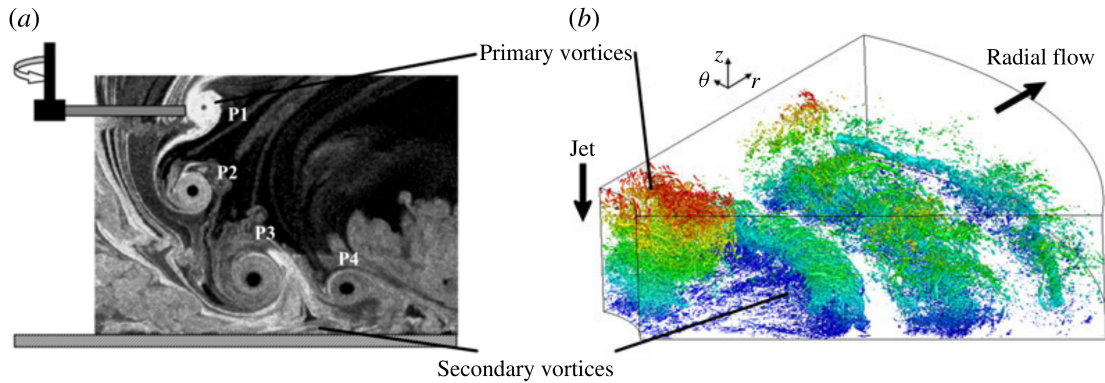 (a)
(b)
Primary vortices
Radial flow
z
θ
r
P1
Jet
P2
P3
P4
Secondary vortices